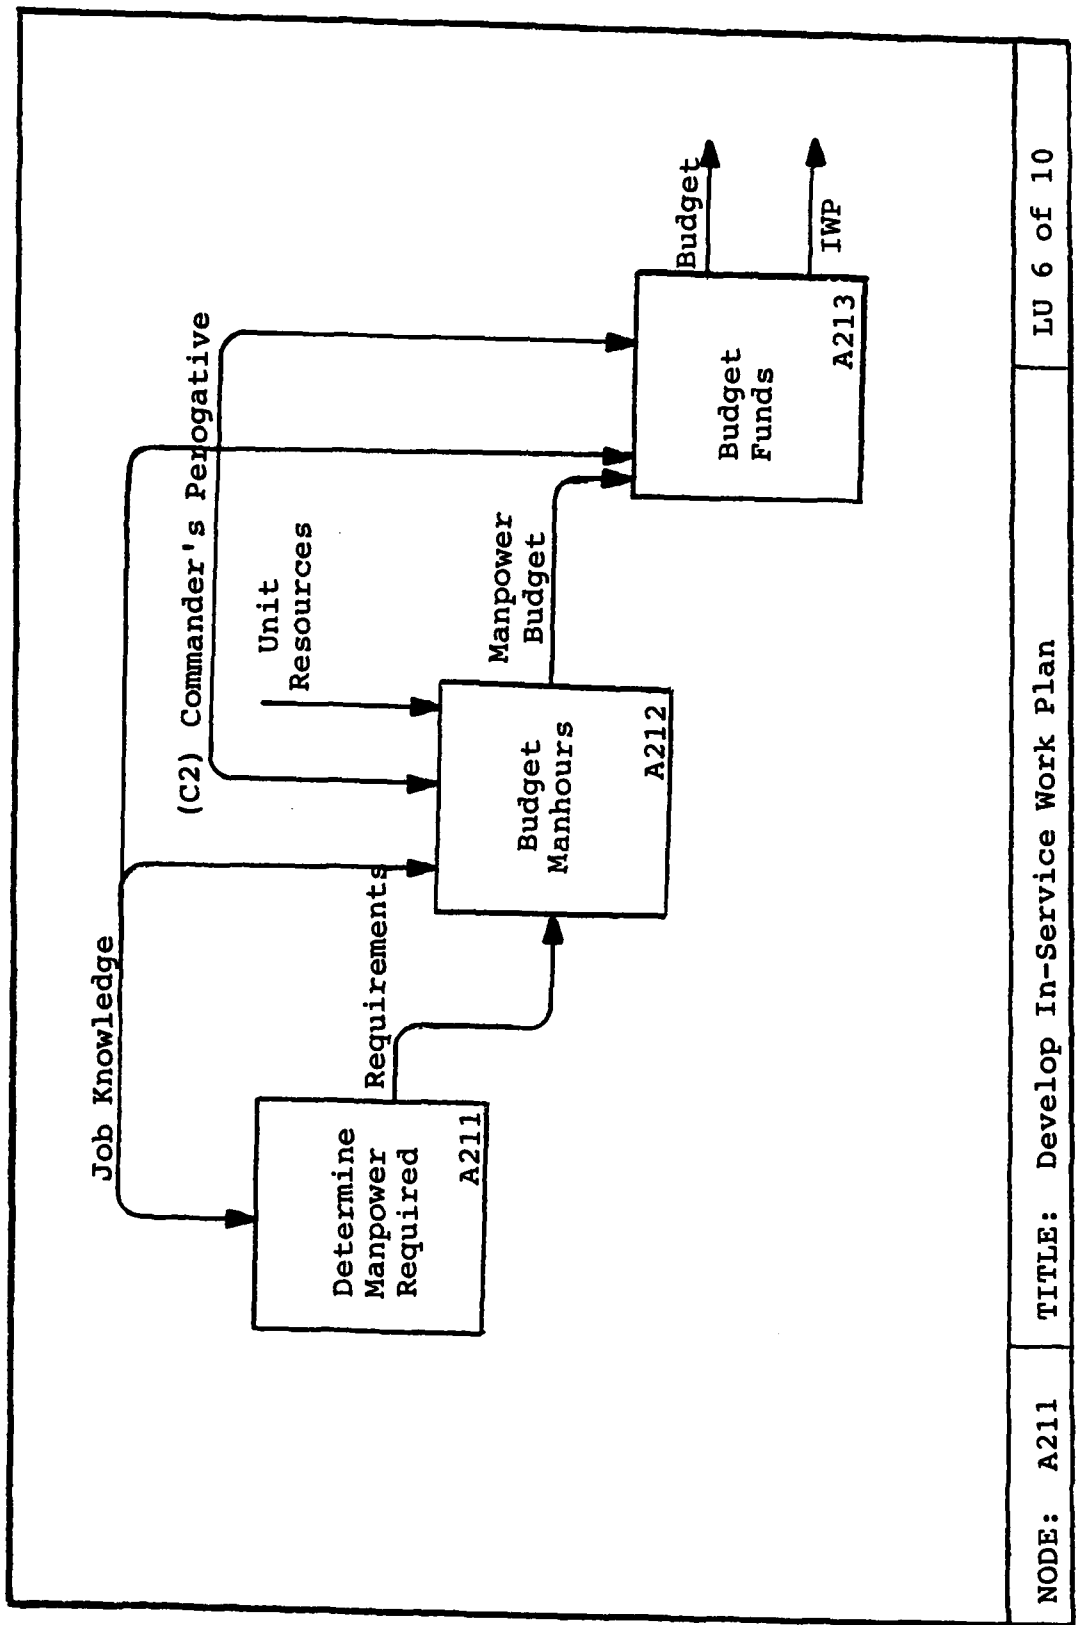 Job Knowledge
(C2) Commander's Perogative
Unit
Resources
Determine
Manpower
Required
A211
Requirements
Budget
Manhours
A212
Manpower
Budget
Budget
Funds
A213
Budget
IWP
NODE: A211
TITLE: Develop In-Service Work Plan
LU 6 of 10